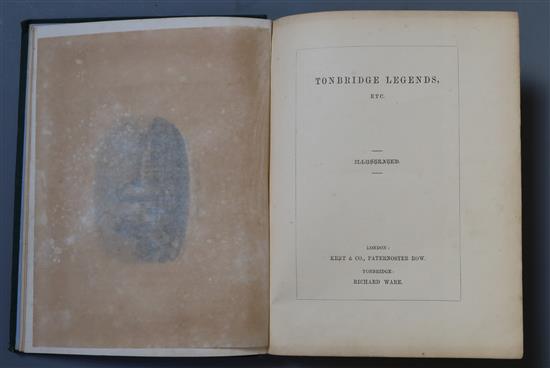 TONBRIDGE LEGENDS,
ETC.
ILLUSTRATED.
LONDON:
KENT & CO., PATERNOSTER ROW.
TONBRIDGE:
RICHARD WARE.